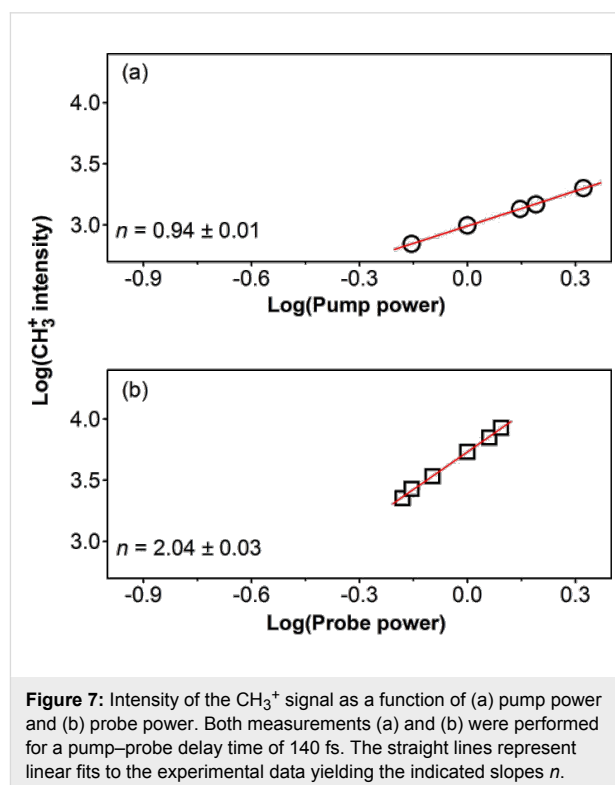 (a)
4.0
3.5
3.0
n = 0.94 ± 0.01
-0.9 -0.6 -0.3 0.0 0.3
Log(Pump power)
Log(CH₃⁺ intensity)
(b)
4.0
3.5
3.0
n = 2.04 ± 0.03
-0.9 -0.6 -0.3 0.0 0.3
Log(Probe power)
Figure 7: Intensity of the CH₃⁺ signal as a function of (a) pump power
and (b) probe power. Both measurements (a) and (b) were performed
for a pump–probe delay time of 140 fs. The straight lines represent
linear fits to the experimental data yielding the indicated slopes n.